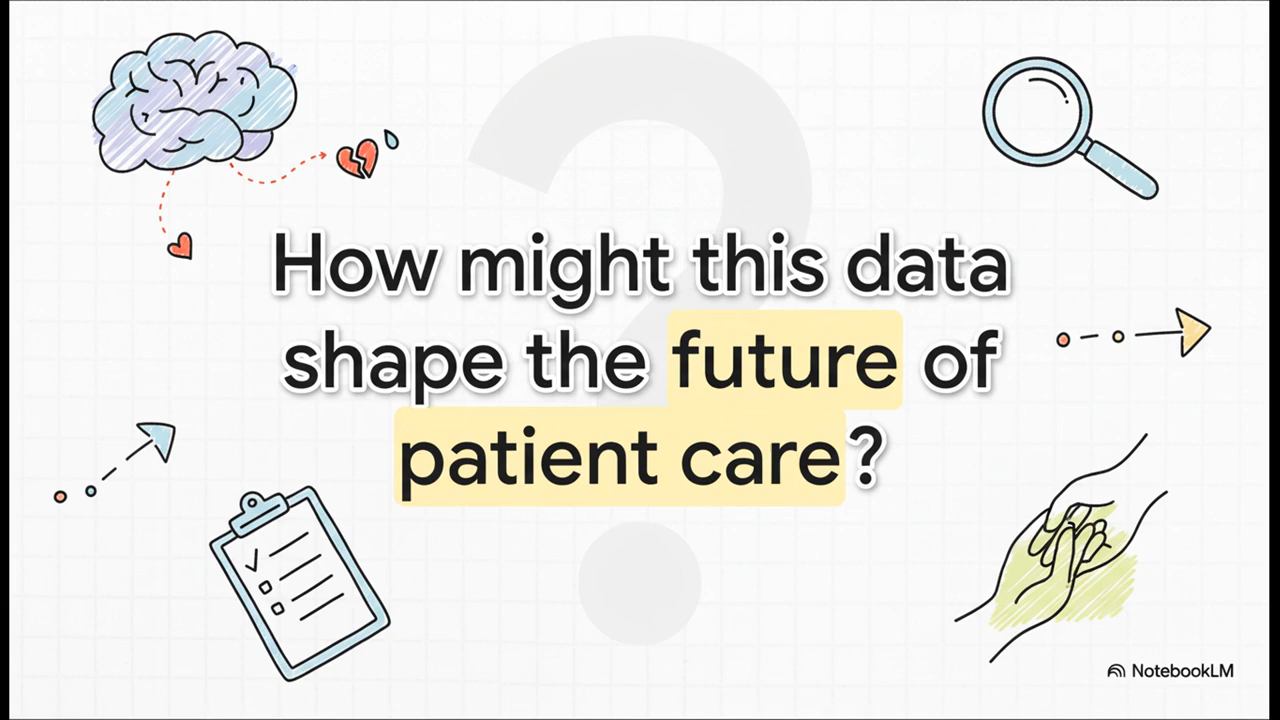 How might this data
shape the future of
patient care?
NotebookLM